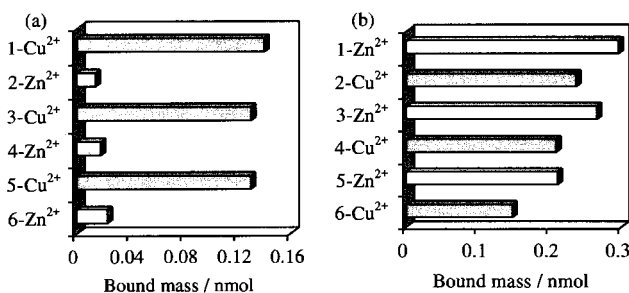 (a)
1-Cu²⁺
2-Zn²⁺
3-Cu²⁺
4-Zn²⁺
5-Cu²⁺
6-Zn²⁺
0 0.04 0.08 0.12 0.16
Bound mass / nmol
(b)
1-Zn²⁺
2-Cu²⁺
3-Zn²⁺
4-Cu²⁺
5-Zn²⁺
6-Cu²⁺
0 0.1 0.2 0.3
Bound mass / nmol